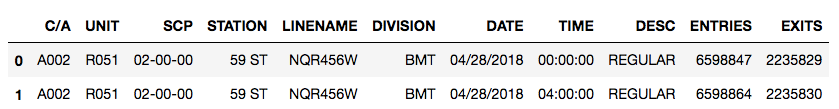 C/A UNIT SCP STATION LINENAME DIVISION DATE TIME DESC ENTRIES EXITS
0 A002 R051 02-00-00 59 ST NQR456W BMT 04/28/2018 00:00:00 REGULAR 6598847 2235829
1 A002 R051 02-00-00 59 ST NQR456W BMT 04/28/2018 04:00:00 REGULAR 6598864 2235830